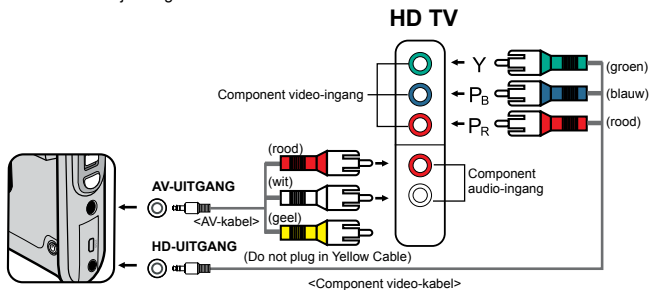 HD TV
Y
(groen)
Component video-ingang
PB
(blauw)
PR
(rood)
(rood)
Component
audio-ingang
AV-UITGANG
(wit)
<AV-kabel>
(geel)
HD-UITGANG
(Do not plug in Yellow Cable)
<Component video-kabel>